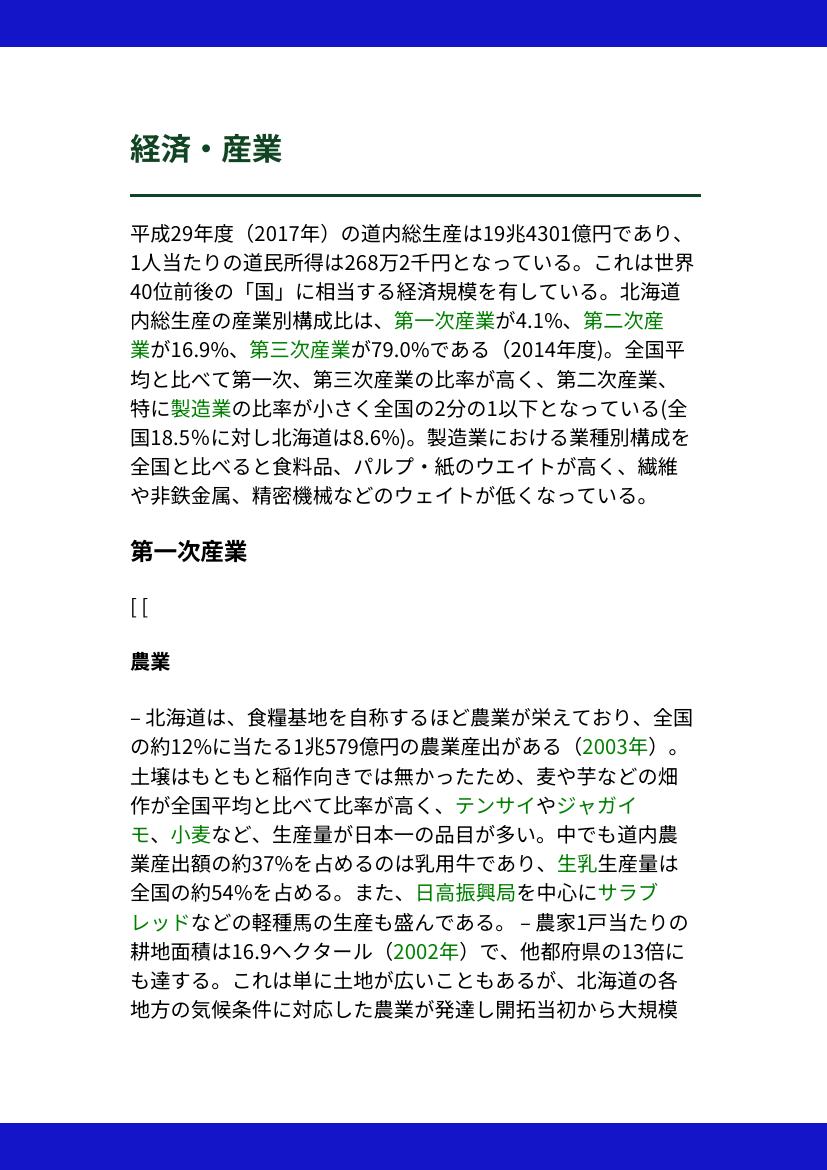 経済・産業
平成29年度（2017年）の道内総生産は19兆4301億円であり、
1人当たりの道民所得は268万2千円となっている。これは世界
40位前後の「国」に相当する経済規模を有している。北海道
内総生産の産業別構成比は、第一次産業が4.1%、第二次産
業が16.9%、第三次産業が79.0%である（2014年度)。全国平
均と比べて第一次、第三次産業の比率が高く、第二次産業、
特に製造業の比率が小さく全国の2分の1以下となっている(全
国18.5％に対し北海道は8.6%)。製造業における業種別構成を
全国と比べると食料品、パルプ・紙のウエイトが高く、繊維
や非鉄金属、精密機械などのウェイトが低くなっている。
第一次産業
[ [
農業
– 北海道は、食糧基地を自称するほど農業が栄えており、全国
の約12%に当たる1兆579億円の農業産出がある（2003年）。
土壌はもともと稲作向きでは無かったため、麦や芋などの畑
作が全国平均と比べて比率が高く、テンサイやジャガイ
モ、小麦など、生産量が日本一の品目が多い。中でも道内農
業産出額の約37%を占めるのは乳用牛であり、生乳生産量は
全国の約54%を占める。また、日高振興局を中心にサラブ
レッドなどの軽種馬の生産も盛んである。 – 農家1戸当たりの
耕地面積は16.9ヘクタール（2002年）で、他都府県の13倍に
も達する。これは単に土地が広いこともあるが、北海道の各
地方の気候条件に対応した農業が発達し開拓当初から大規模